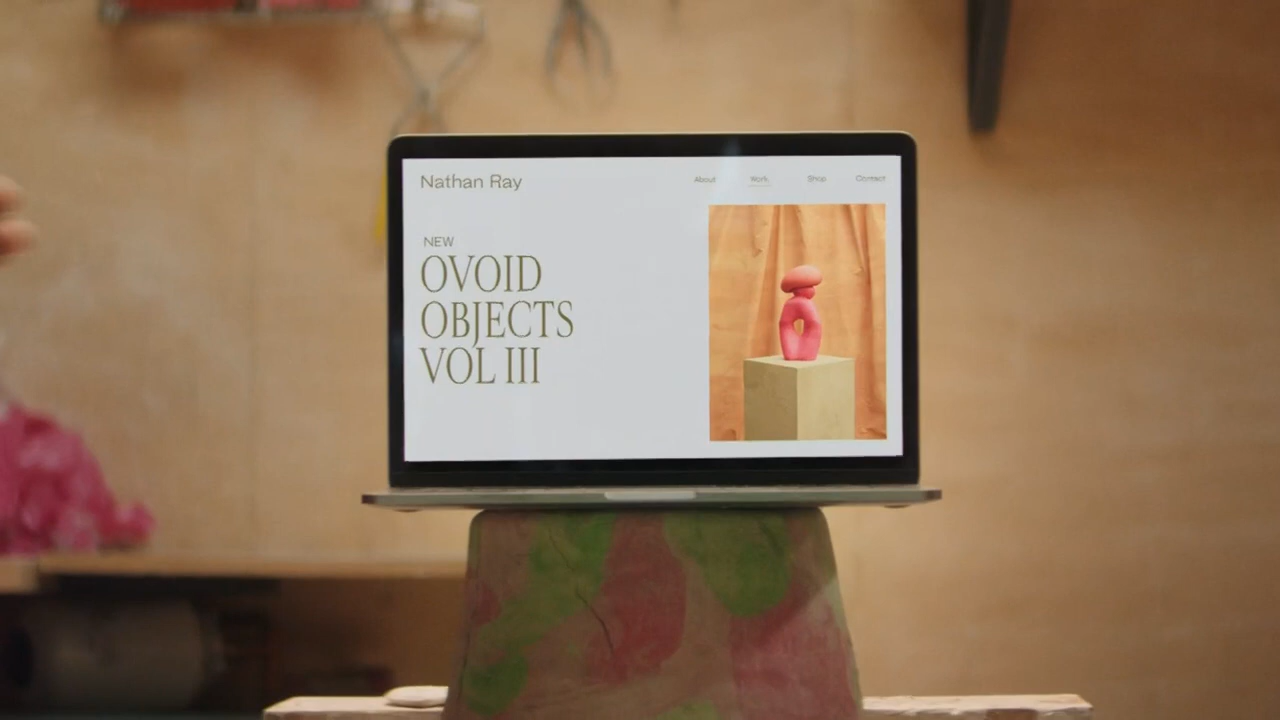 Nathan Ray
About Work Shop Contact
NEW
OVOID
OBJECTS
VOL III